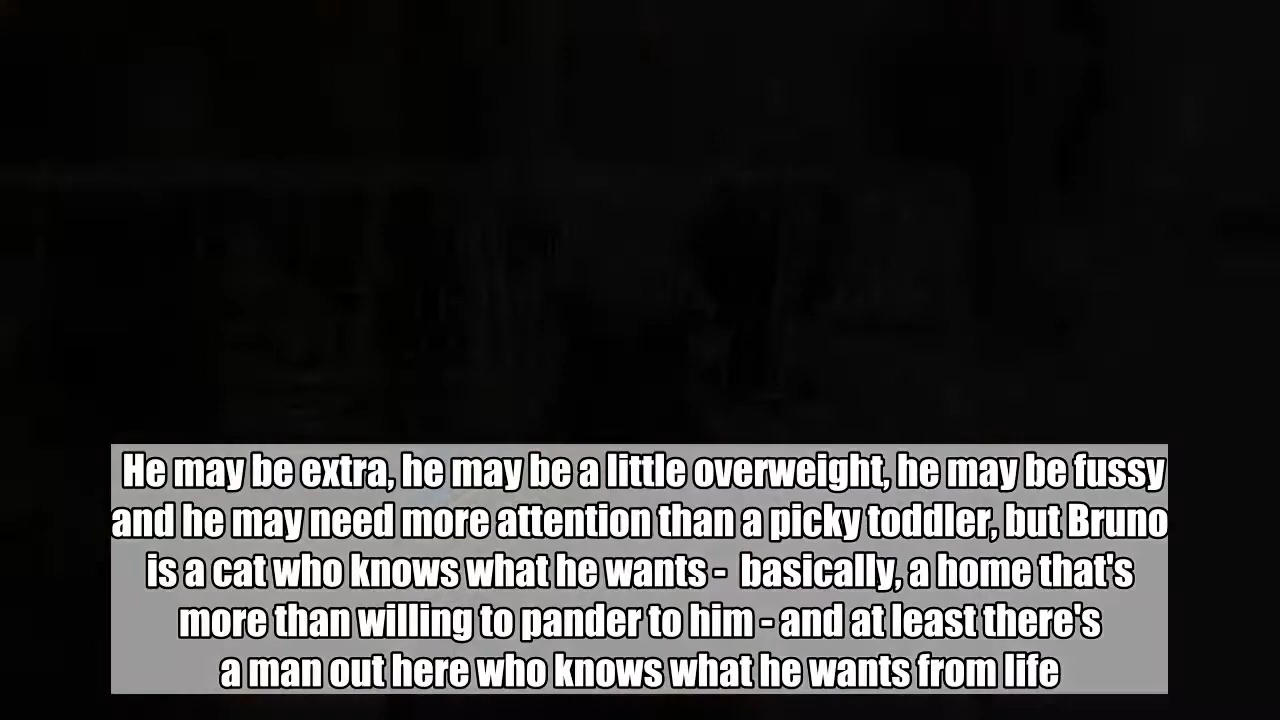 He may be extra, he may be a little overweight, he may be fussy
and he may need more attention than a picky toddler, but Bruno
is a cat who knows what he wants -  basically, a home that's
more than willing to pander to him - and at least there's
a man out here who knows what he wants from life